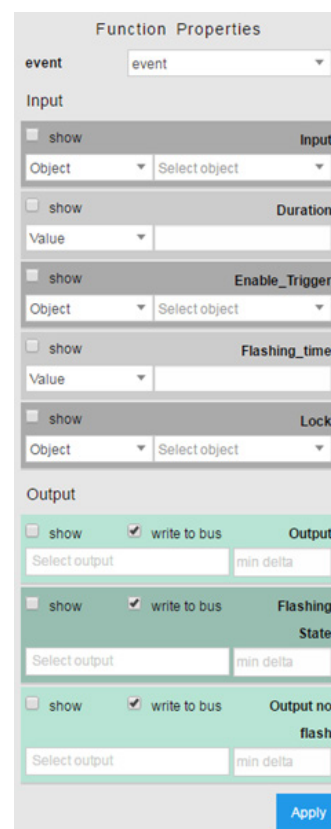 Function Properties
event event
Input
show Input
Object Select object
show Duration
Value
show Enable_Trigger
Object Select object
show Flashing_time
Value
show Lock
Object Select object
Output
show write to bus Output
Select output min delta
show write to bus Flashing
State
Select output min delta
show write to bus Output no
flash
Select output min delta
Apply